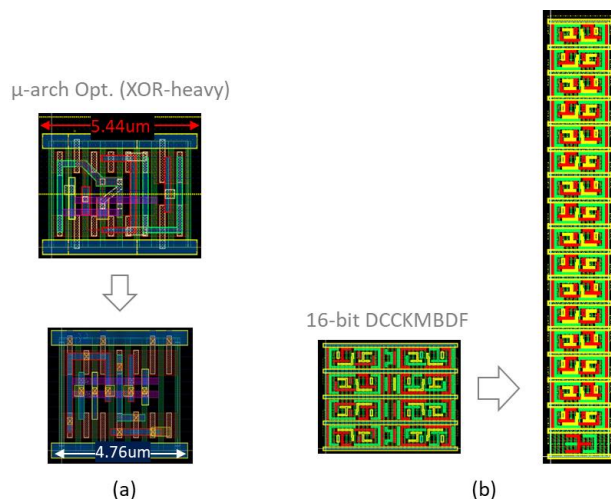 μ-arch Opt. (XOR-heavy)
5.44um
4.76um
(a)
16-bit DCCKMBDF
(b)